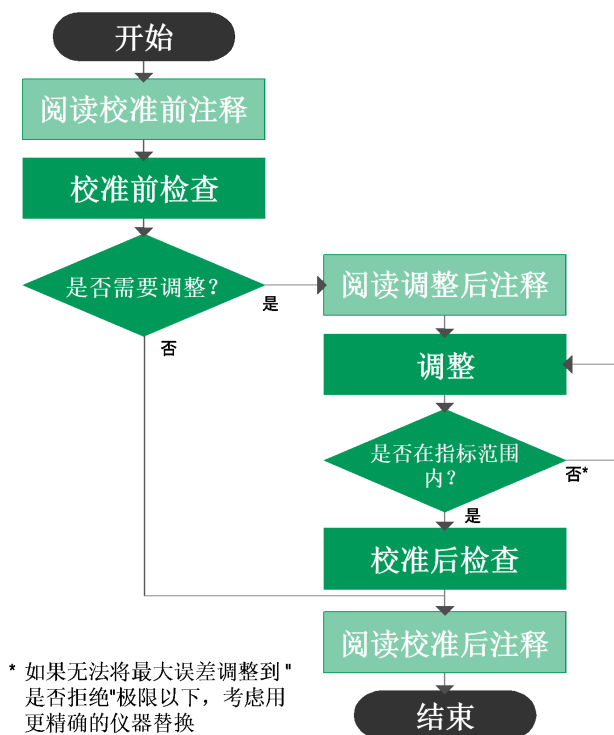 开始
阅读校准前注释
校准前检查
是否需要调整？
是
否
阅读调整后注释
调整
是否在指标范围
内？
否*
是
校准后检查
阅读校准后注释
结束
* 如果无法将最大误差调整到"
是否拒绝"极限以下，考虑用
更精确的仪器替换